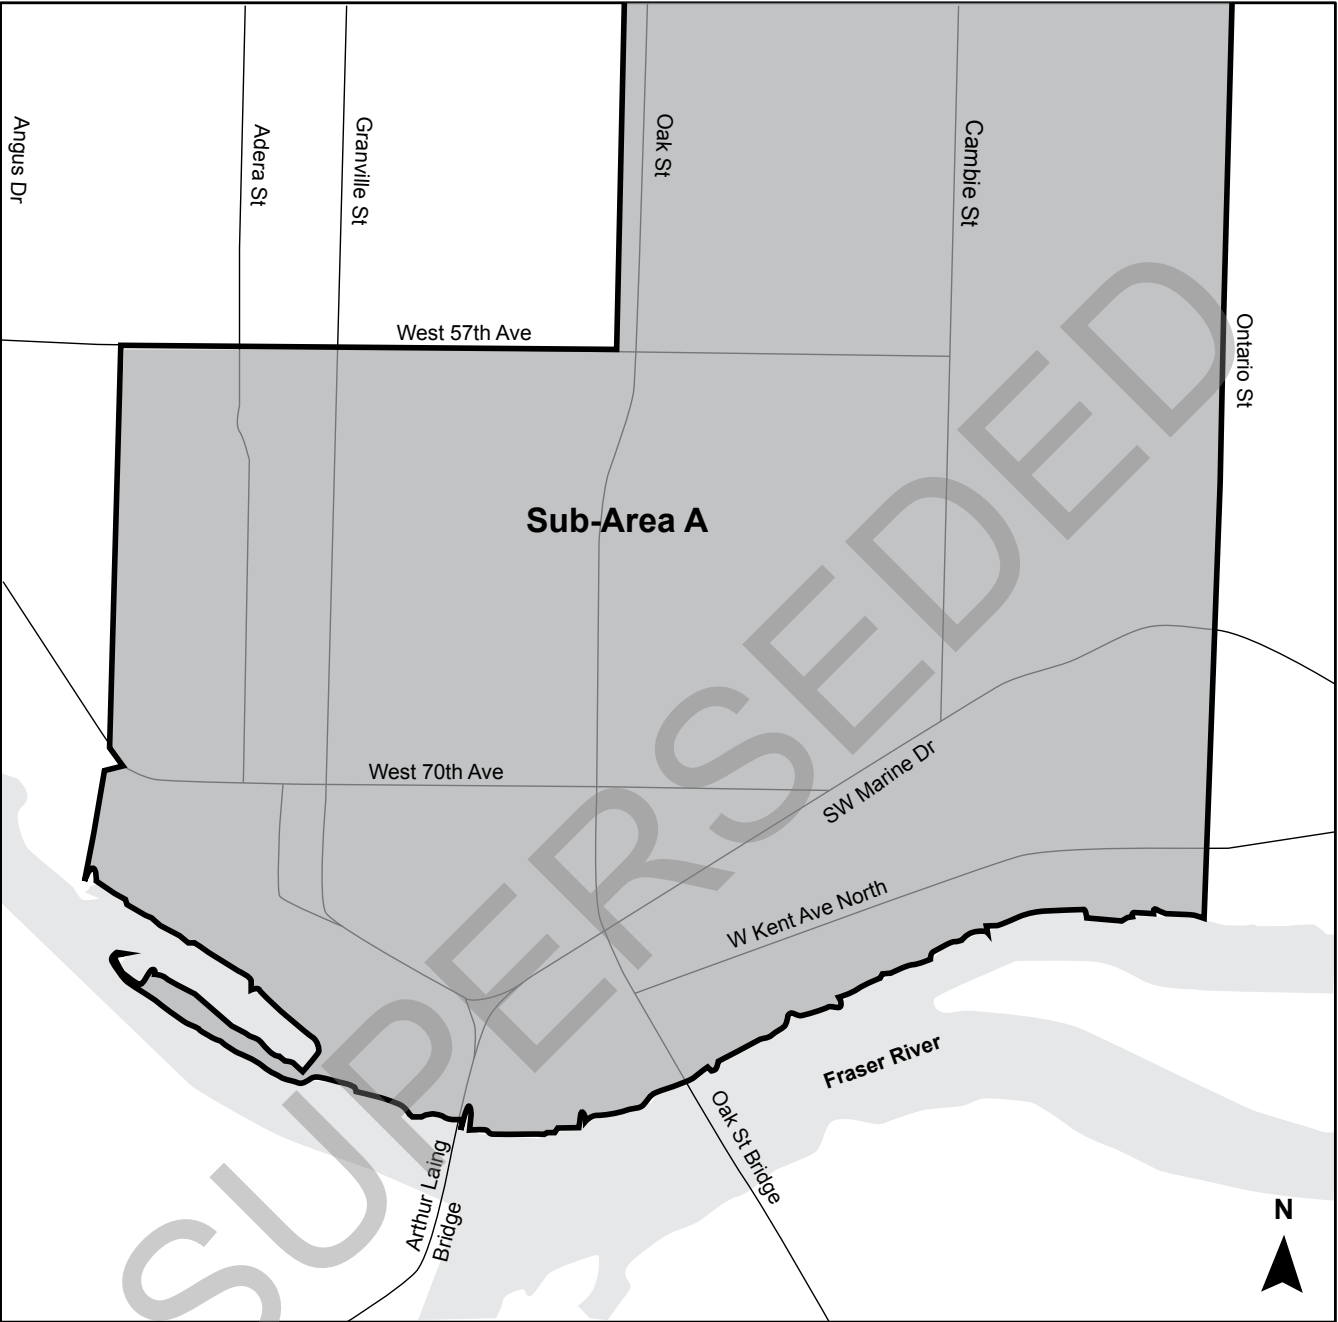 Angus Dr
Adera St
Granville St
Oak St
Cambie St
West 57th Ave
Ontario St
Sub-Area A
West 70th Ave
SW Marine Dr
W Kent Ave North
Fraser River
Oak St Bridge
Arthur Laing
Bridge
N
SUPERSEDED